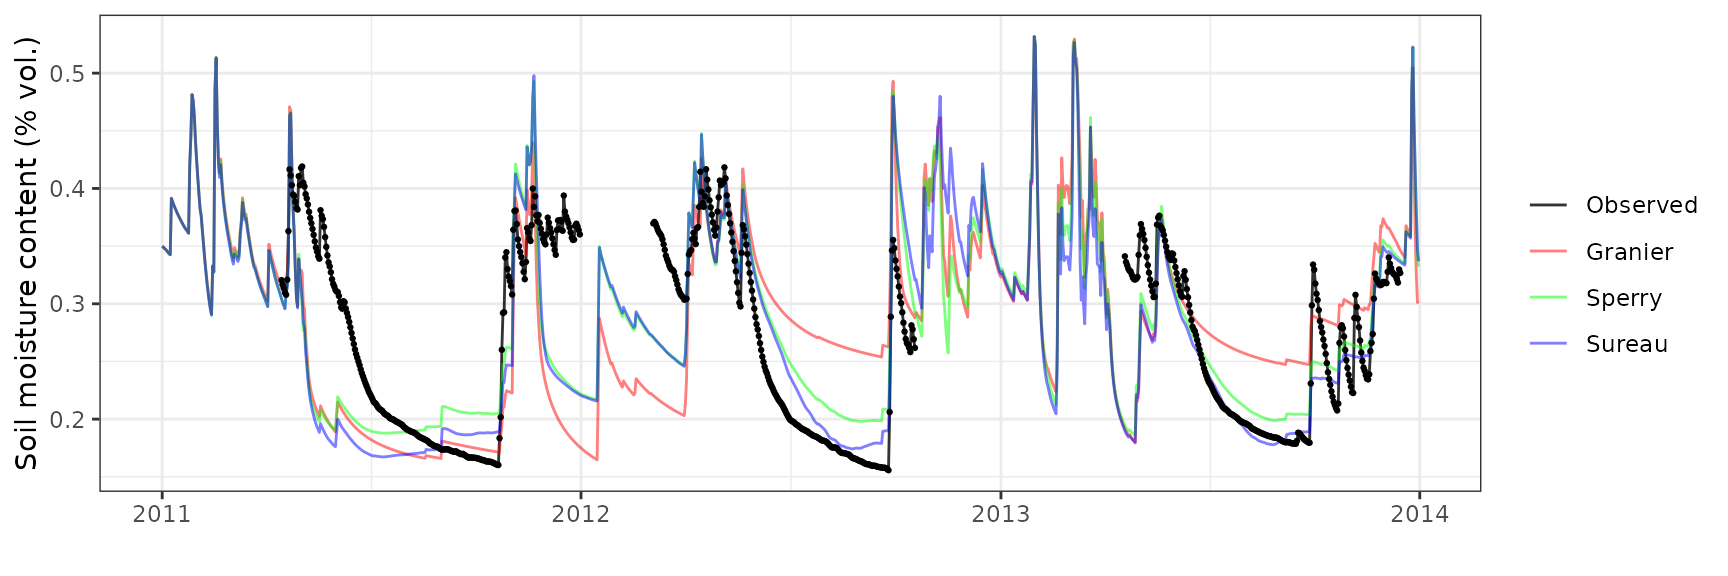 Soil moisture content (% vol.)
0.5
0.4
0.3
0.2
2011
2012
2013
2014
Observed
Granier
Sperry
Sureau